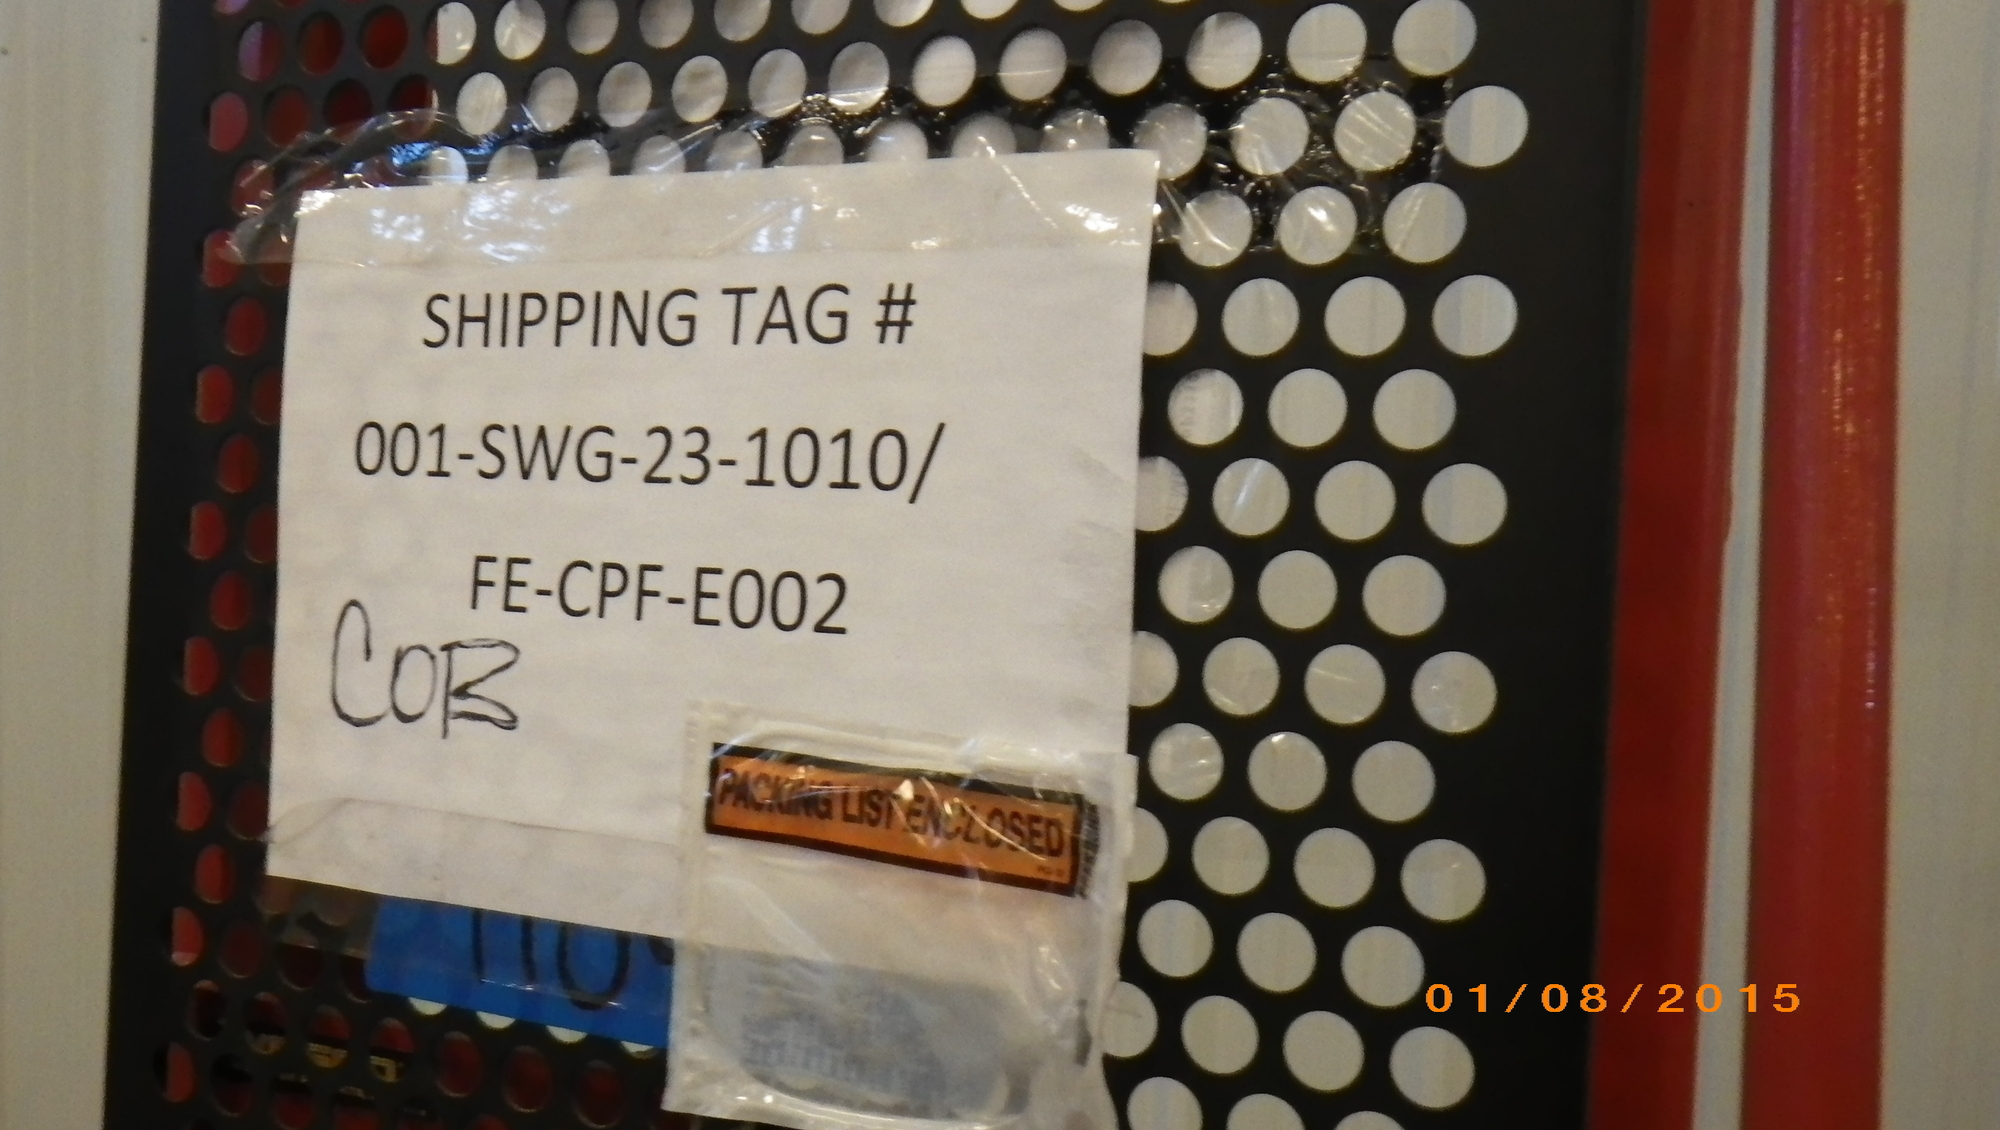 SHIPPING TAG #
001-SWG-23-1010/
FE-CPF-E002
COB
PACKING LIST ENCLOSED
01/08/2015